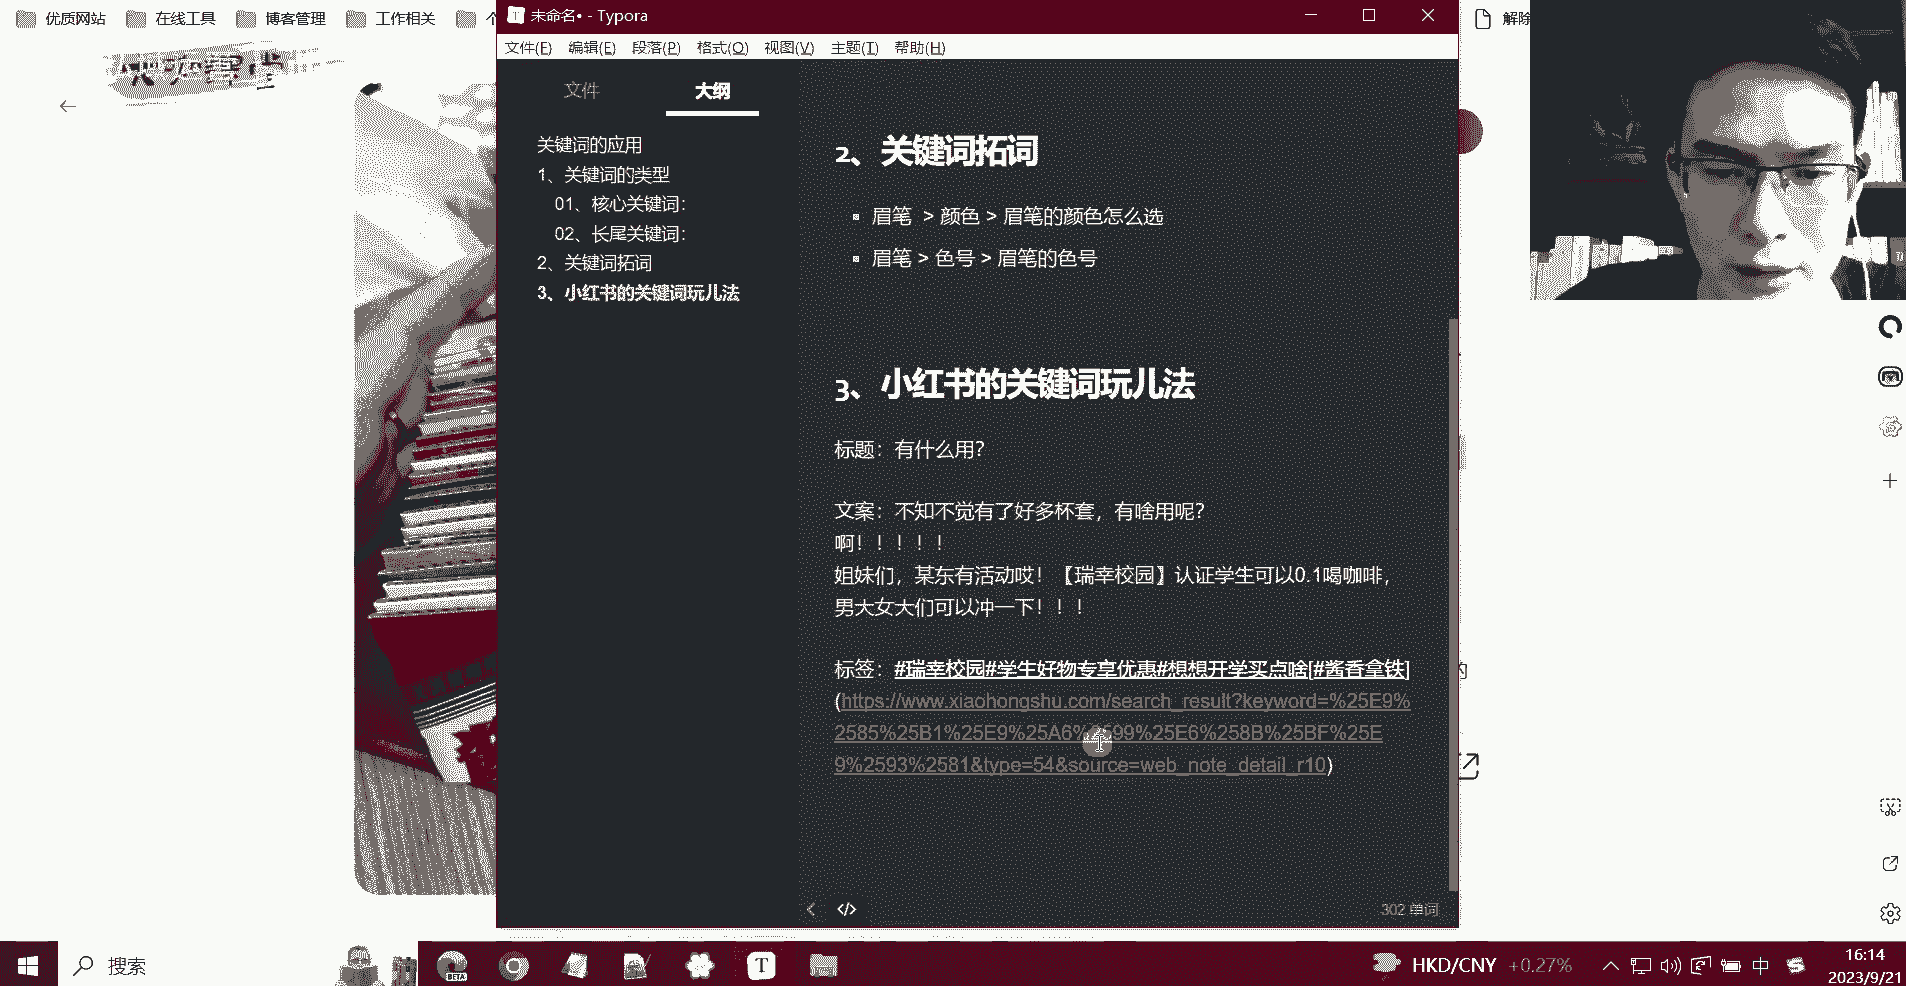 优质网站
在线工具
博客管理
工作相关
未命名• - Typora
解除
文件(F) 编辑(E) 段落(P) 格式(O) 视图(V) 主题(T) 帮助(H)
文件
大纲
关键词的应用
1、关键词的类型
01、核心关键词:
02、长尾关键词:
2、关键词拓词
3、小红书的关键词玩儿法
2、关键词拓词
眉笔 > 颜色 > 眉笔的颜色怎么选
眉笔 > 色号 > 眉笔的色号
3、小红书的关键词玩儿法
标题：有什么用？
文案：不知不觉有了好多杯套，有啥用呢？
啊！！！！！
姐妹们，某东有活动哎！【瑞幸校园】认证学生可以0.1喝咖啡，
男大女大们可以冲一下！！！
标签：#瑞幸校园#学生好物专享优惠#想想开学买点啥[#酱香拿铁]
(https://www.xiaohongshu.com/search_result?keyword=%25E9%
2585%25B1%25E9%25A6%2599%25E6%258B%25BF%25E
9%2593%2581&type=54&source=web_note_detail_r10)
302 单词
搜索
BETA
T
HKD/CNY +0.27%
中
16:14
2023/9/21